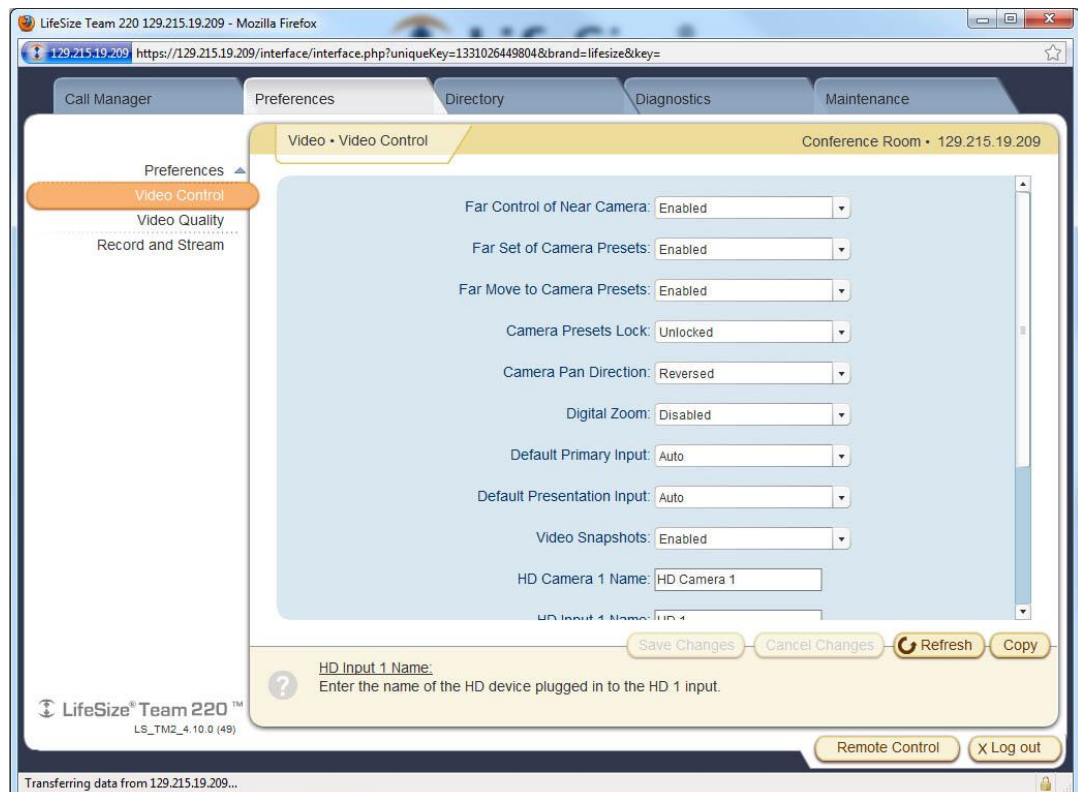 LifeSize Team 220 129.215.19.209 - Mozilla Firefox
129.215.19.209 https://129.215.19.209/interface/interface.php?uniqueKey=1331026449804&brand=lifesize&key=
Call Manager Preferences Directory Diagnostics Maintenance
Video • Video Control Conference Room • 129.215.19.209
Preferences
Video Control
Video Quality
Record and Stream
Far Control of Near Camera: Enabled
Far Set of Camera Presets: Enabled
Far Move to Camera Presets: Enabled
Camera Presets Lock: Unlocked
Camera Pan Direction: Reversed
Digital Zoom: Disabled
Default Primary Input: Auto
Default Presentation Input: Auto
Video Snapshots: Enabled
HD Camera 1 Name: HD Camera 1
HD Input 1 Name: HD 1
Save Changes Cancel Changes Refresh Copy
HD Input 1 Name:
Enter the name of the HD device plugged in to the HD 1 input.
LifeSize® Team 220 ™
LS_TM2_4.10.0 (49)
Remote Control X Log out
Transferring data from 129.215.19.209...